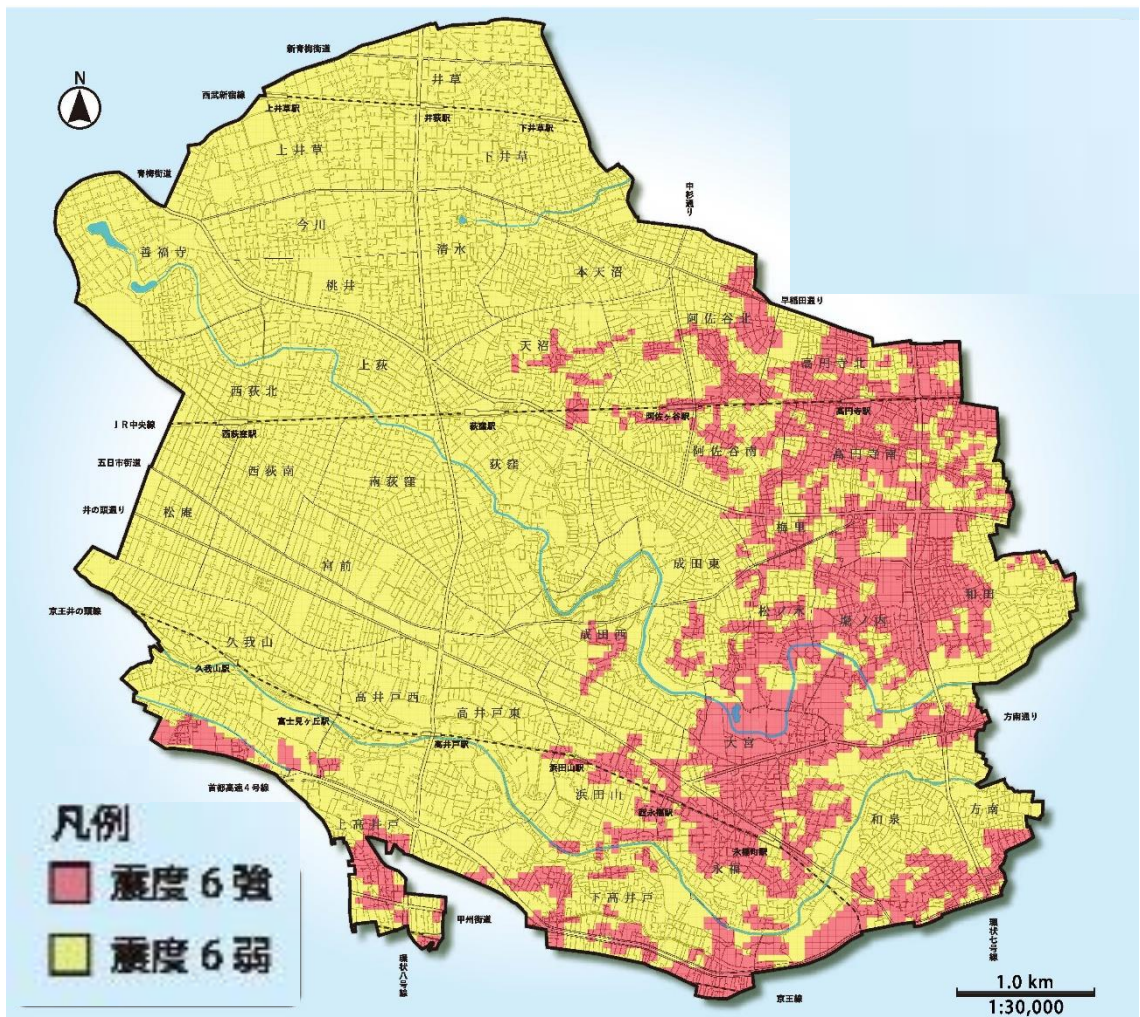 新青梅街道
井草
N
西武新宿線
上井草駅
井荻駅
下井草駅
上井草
下井草
青梅街道
中杉通り
今川
善福寺
清水
桃井
本天沼
早稲田通り
阿佐谷北
天沼
高円寺北
上荻
西荻北
JR中央線
西荻窪駅
荻窪駅
阿佐ヶ谷駅
高円寺駅
阿佐谷南
高円寺南
五日市街道
西荻南
南荻窪
荻窪
井の頭通り
松庵
梅里
宮前
成田東
和田
京王井の頭線
松ノ木
堀ノ内
成田西
久我山
久我山駅
高井戸西
高井戸東
富士見ヶ丘駅
高井戸駅
方南通り
大宮
浜田山駅
首都高速4号線
浜田山
西永福駅
和泉
方南
凡例
上高井戸
永福町駅
永福
震度6強
下高井戸
甲州街道
震度6弱
環状七号線
環状八号線
京王線
1.0 km
1:30,000